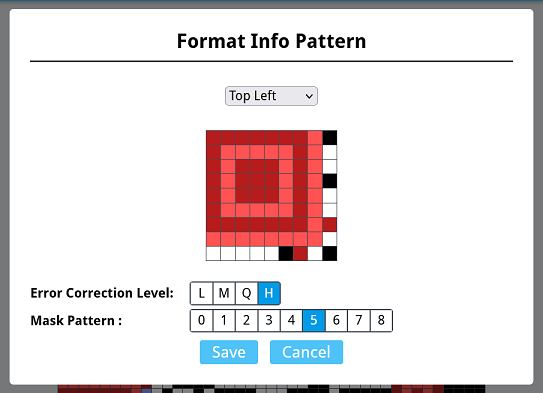 Format Info Pattern
Top Left
Error Correction Level: L M Q H
Mask Pattern : 0 1 2 3 4 5 6 7 8
Save Cancel